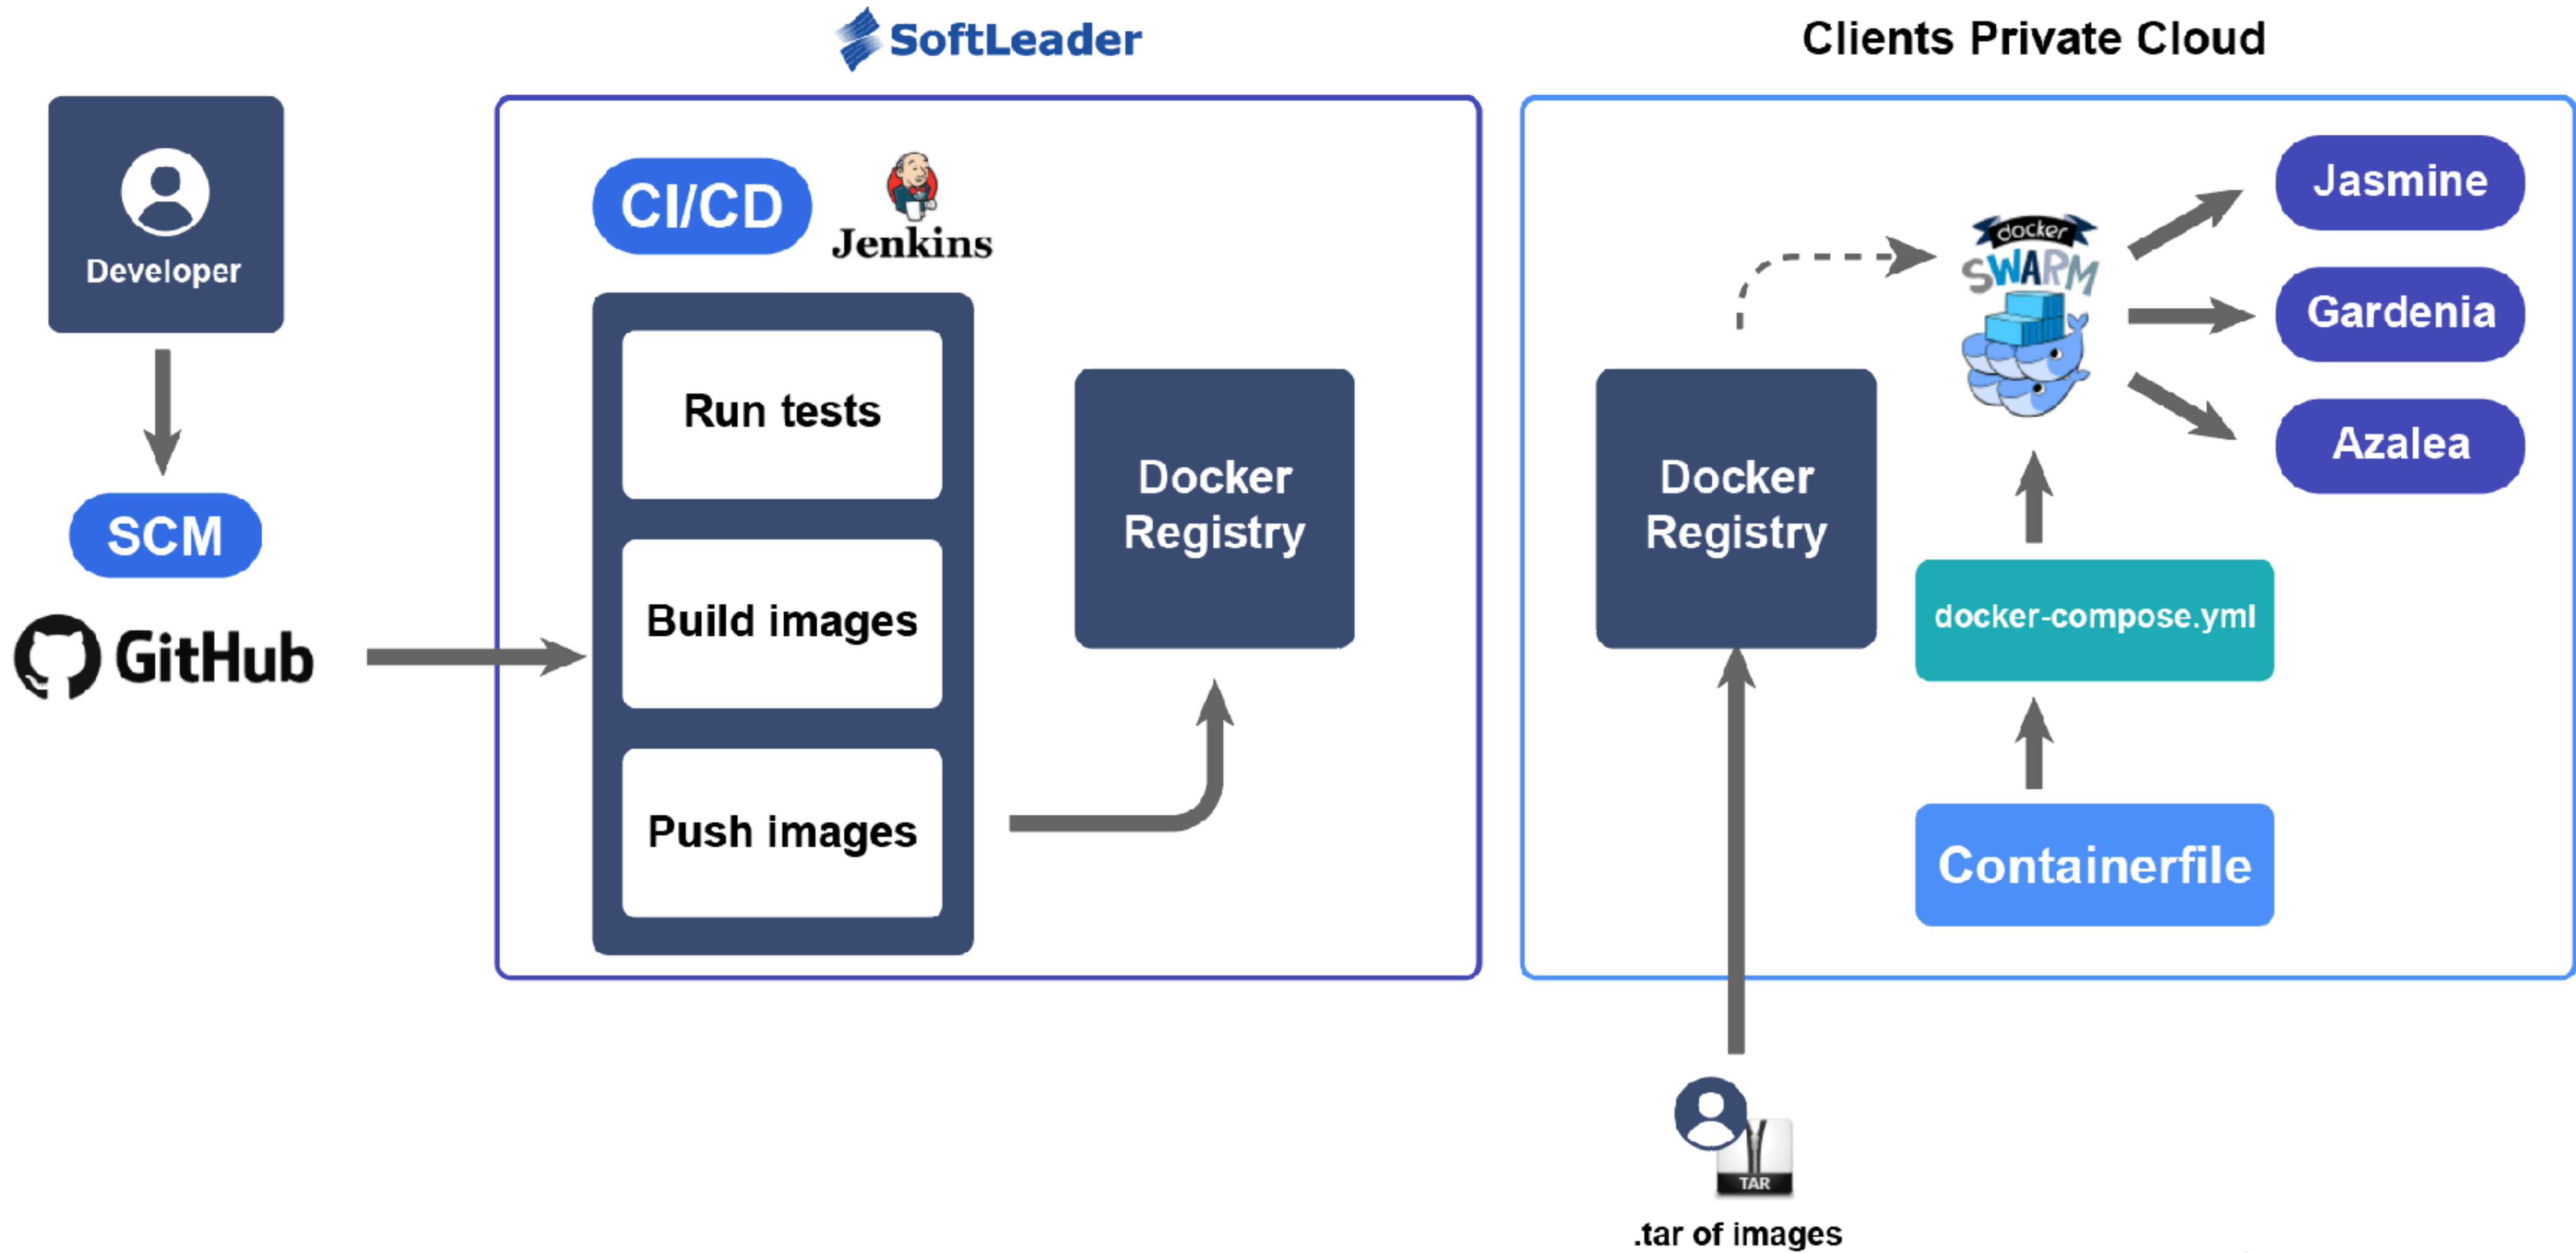 SoftLeader
Clients Private Cloud
Developer
SCM
GitHub
CI/CD
Jenkins
Run tests
Build images
Push images
Docker
Registry
Docker
Registry
docker
SWARM
Jasmine
Gardenia
Azalea
docker-compose.yml
Containerfile
TAR
.tar of images